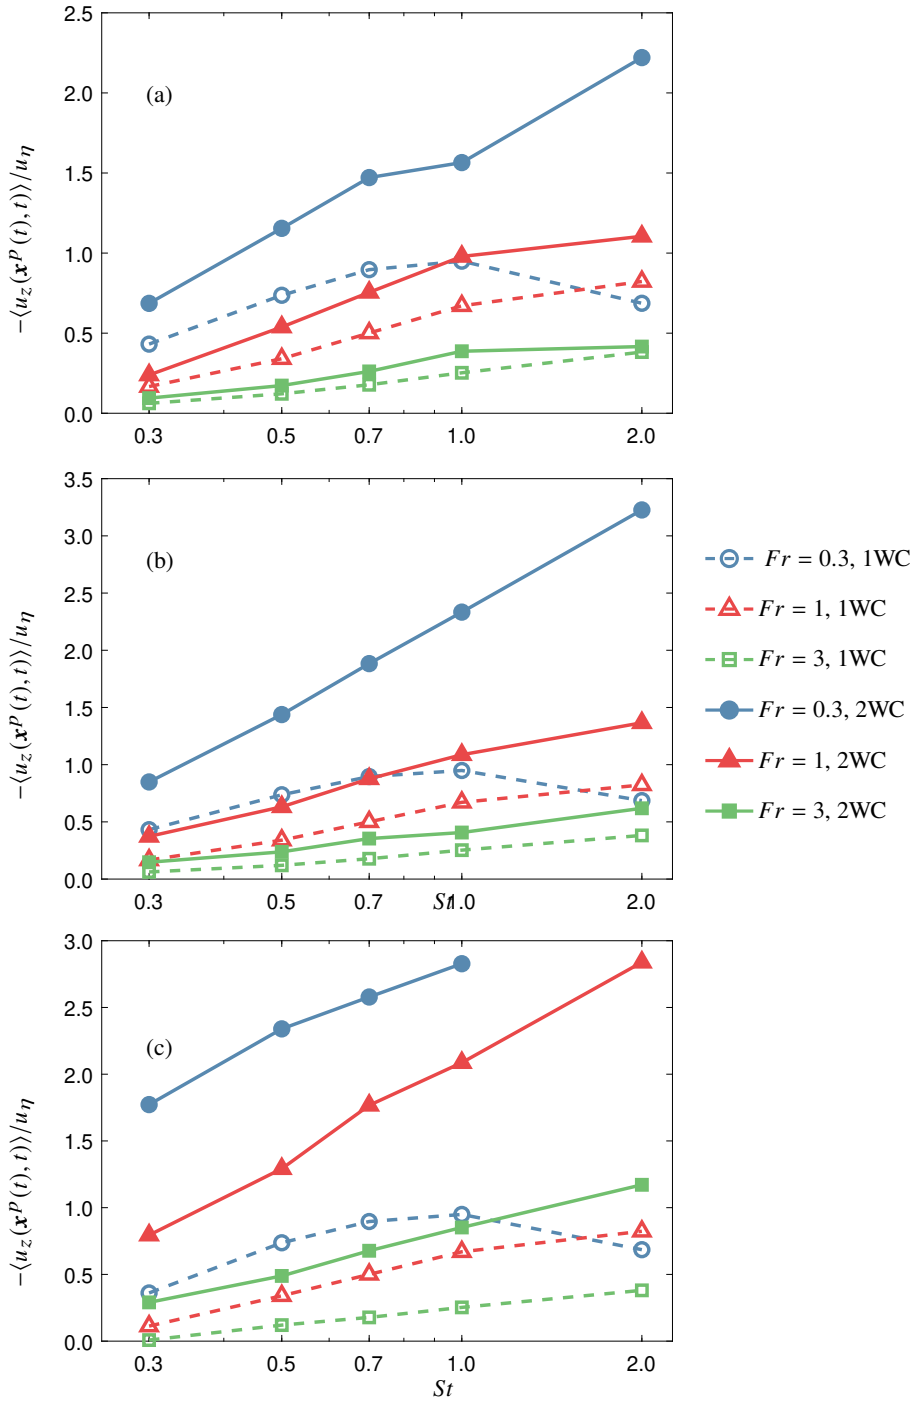 2.5
2.0
(a)
1.5
1.0
0.5
0.0
−⟨u_z(x^p(t), t)⟩/u_η
0.3 0.5 0.7 1.0 2.0
3.5
3.0
(b)
2.5
2.0
1.5
1.0
0.5
0.0
−⟨u_z(x^p(t), t)⟩/u_η
0.3 0.5 0.7 St 1.0 2.0
Fr = 0.3, 1WC
Fr = 1, 1WC
Fr = 3, 1WC
Fr = 0.3, 2WC
Fr = 1, 2WC
Fr = 3, 2WC
3.0
2.5
(c)
2.0
1.5
1.0
0.5
0.0
−⟨u_z(x^p(t), t)⟩/u_η
0.3 0.5 0.7 1.0 2.0
St